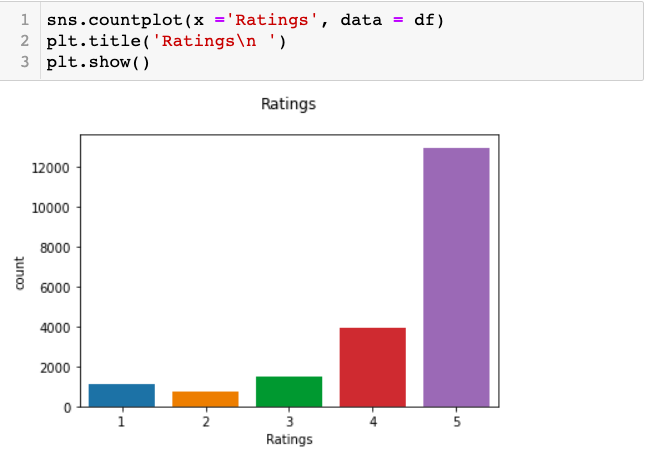 1 sns.countplot(x ='Ratings', data = df)
2 plt.title('Ratings\n ')
3 plt.show()
Ratings
12000
10000
8000
6000
4000
2000
0
count
1 2 3 4 5
Ratings